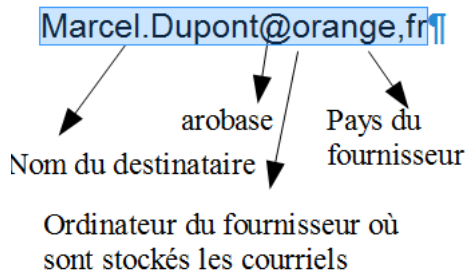 Marcel.Dupont@orange,fr¶
arobase
Pays du
fournisseur
Nom du destinataire
Ordinateur du fournisseur où
sont stockés les courriels